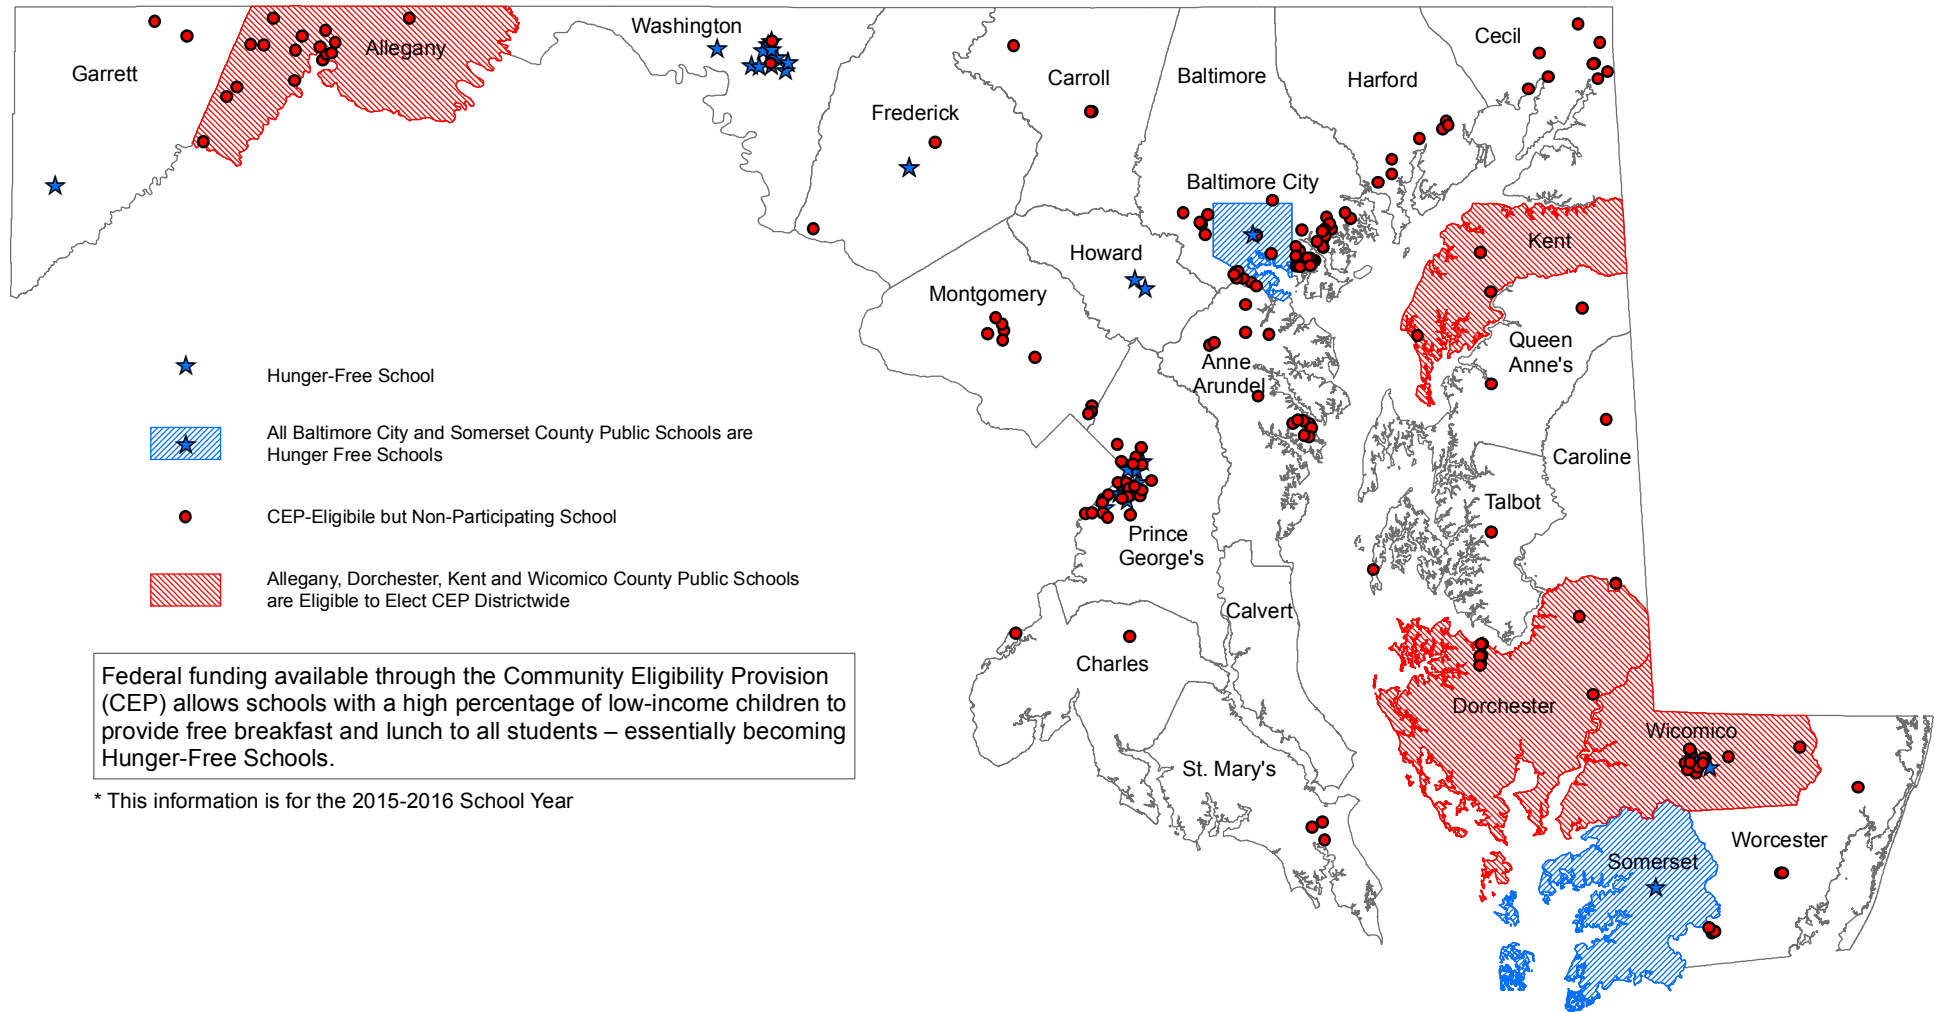 Washington
Cecil
Allegany
Garrett
Carroll
Baltimore
Harford
Frederick
Baltimore City
Kent
Howard
Montgomery
Queen
Anne's
Anne
Arundel
Hunger-Free School
All Baltimore City and Somerset County Public Schools are
Hunger Free Schools
Caroline
Talbot
CEP-Eligibile but Non-Participating School
Prince
George's
Allegany, Dorchester, Kent and Wicomico County Public Schools
are Eligible to Elect CEP Districtwide
Calvert
Charles
Federal funding available through the Community Eligibility Provision
(CEP) allows schools with a high percentage of low-income children to
provide free breakfast and lunch to all students – essentially becoming
Hunger-Free Schools.
Dorchester
Wicomico
St. Mary's
* This information is for the 2015-2016 School Year
Worcester
Somerset